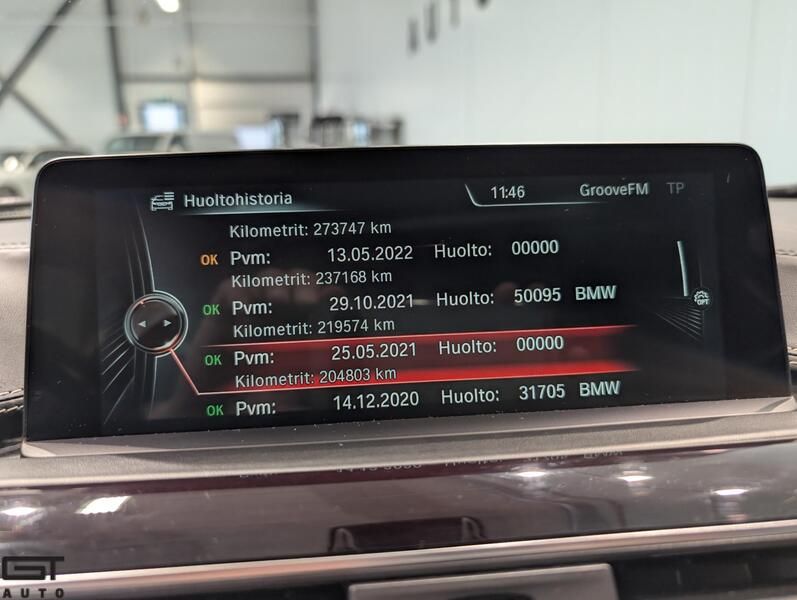 AUTO
Huoltohistoria 11:46 GrooveFM TP
Kilometrit: 273747 km
OK Pvm: 13.05.2022 Huolto: 00000
Kilometrit: 237168 km
OK Pvm: 29.10.2021 Huolto: 50095 BMW
Kilometrit: 219574 km
OK Pvm: 25.05.2021 Huolto: 00000
Kilometrit: 204803 km
OK Pvm: 14.12.2020 Huolto: 31705 BMW
OPT
GT
AUTO